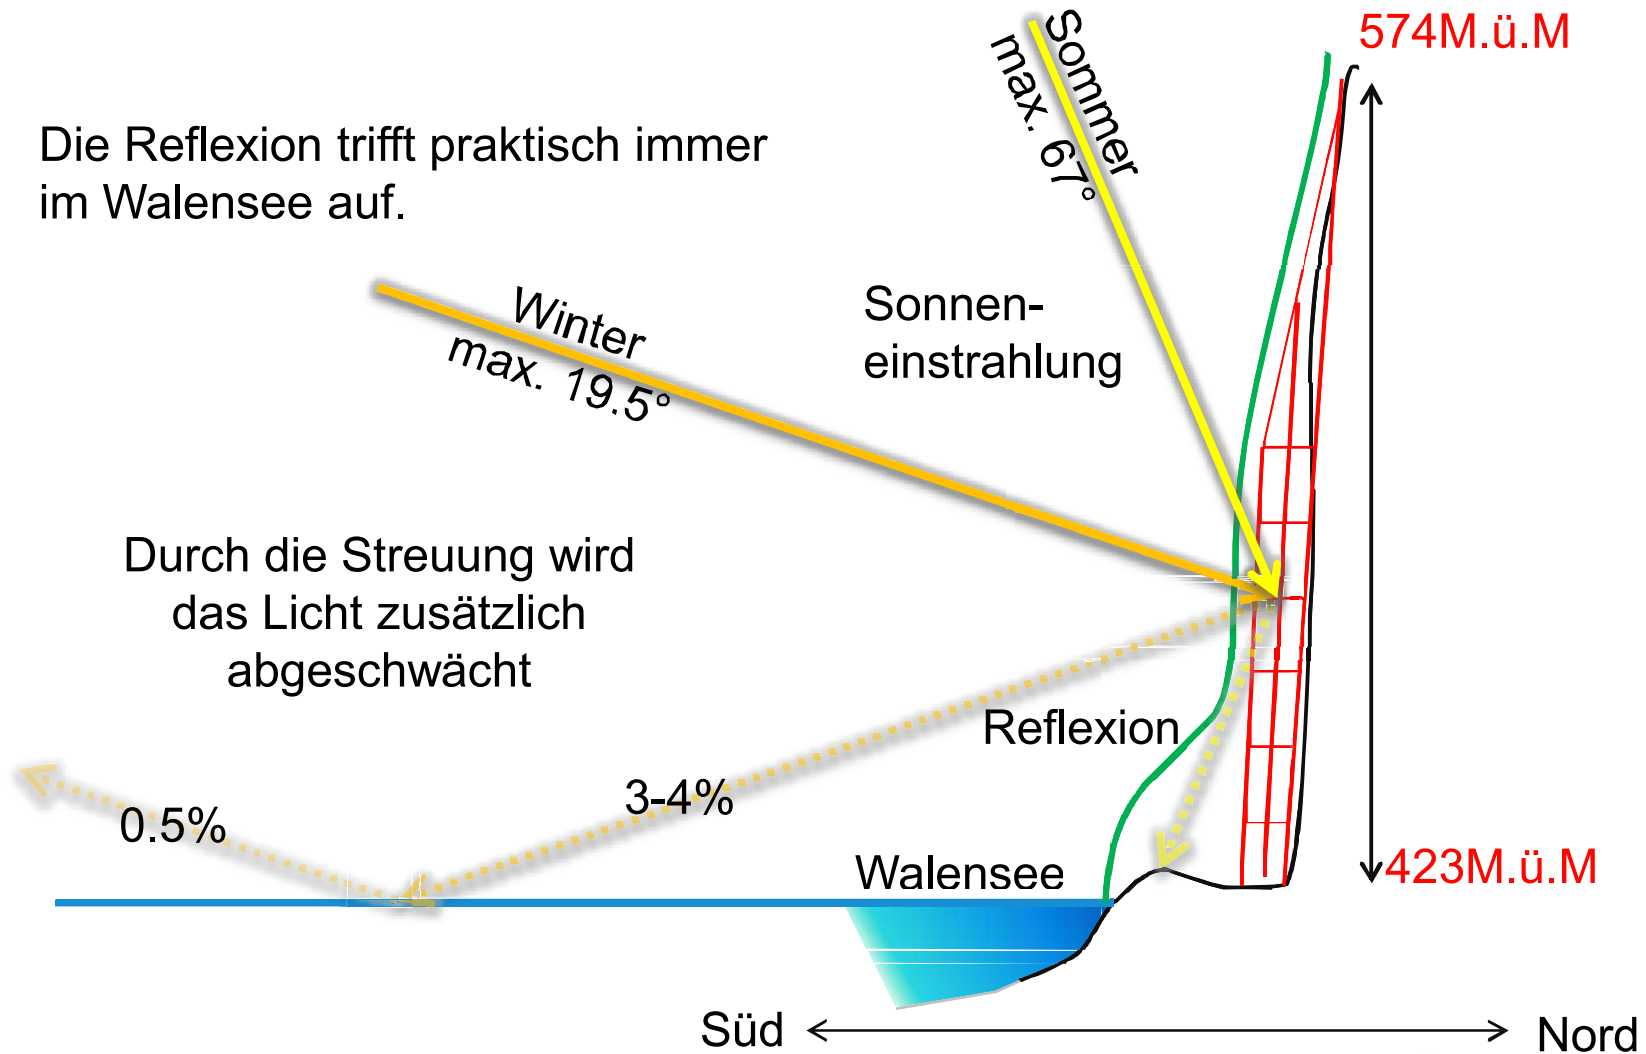 574M.ü.M
Sommer
max. 67°
Die Reflexion trifft praktisch immer
im Walensee auf.
Winter
max. 19.5°
Sonnen-
einstrahlung
Durch die Streuung wird
das Licht zusätzlich
abgeschwächt
Reflexion
3-4%
0.5%
Walensee
423M.ü.M
Süd
Nord